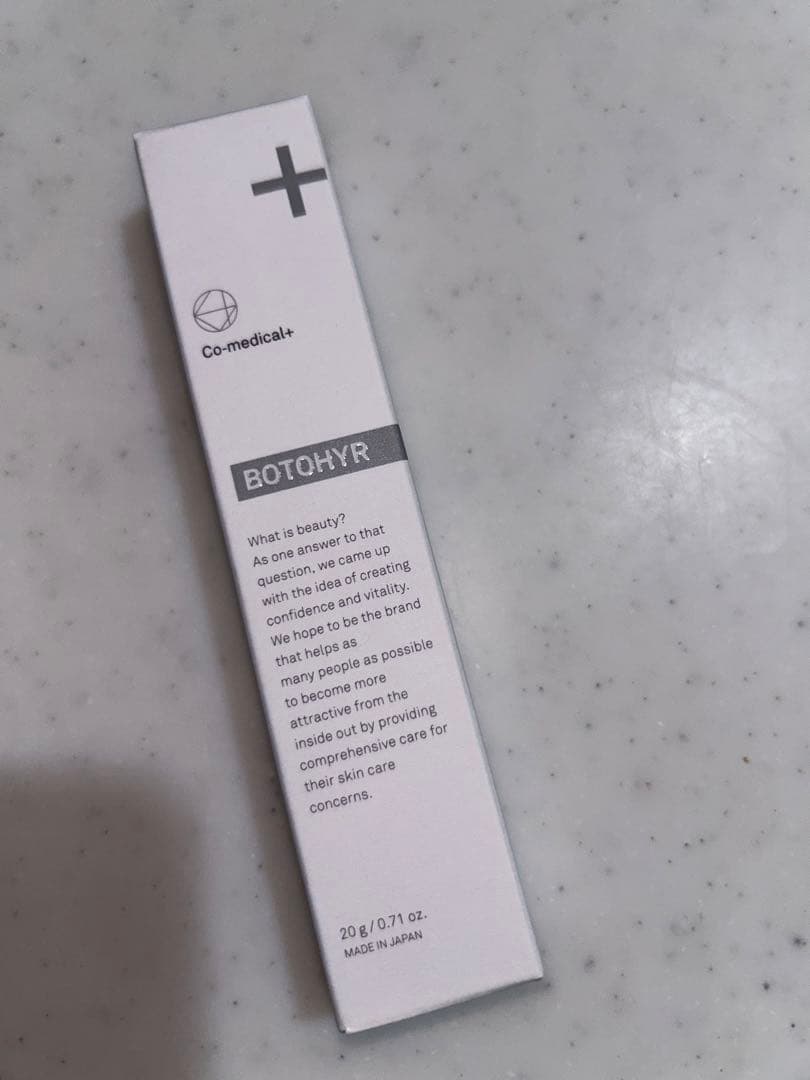 Co-medical+
BOTOHYR
What is beauty?
As one answer to that
question, we came up
with the idea of creating
confidence and vitality.
We hope to be the brand
that helps as
many people as possible
to become more
attractive from the
inside out by providing
comprehensive care for
their skin care
concerns.
20 g / 0.71 oz.
MADE IN JAPAN